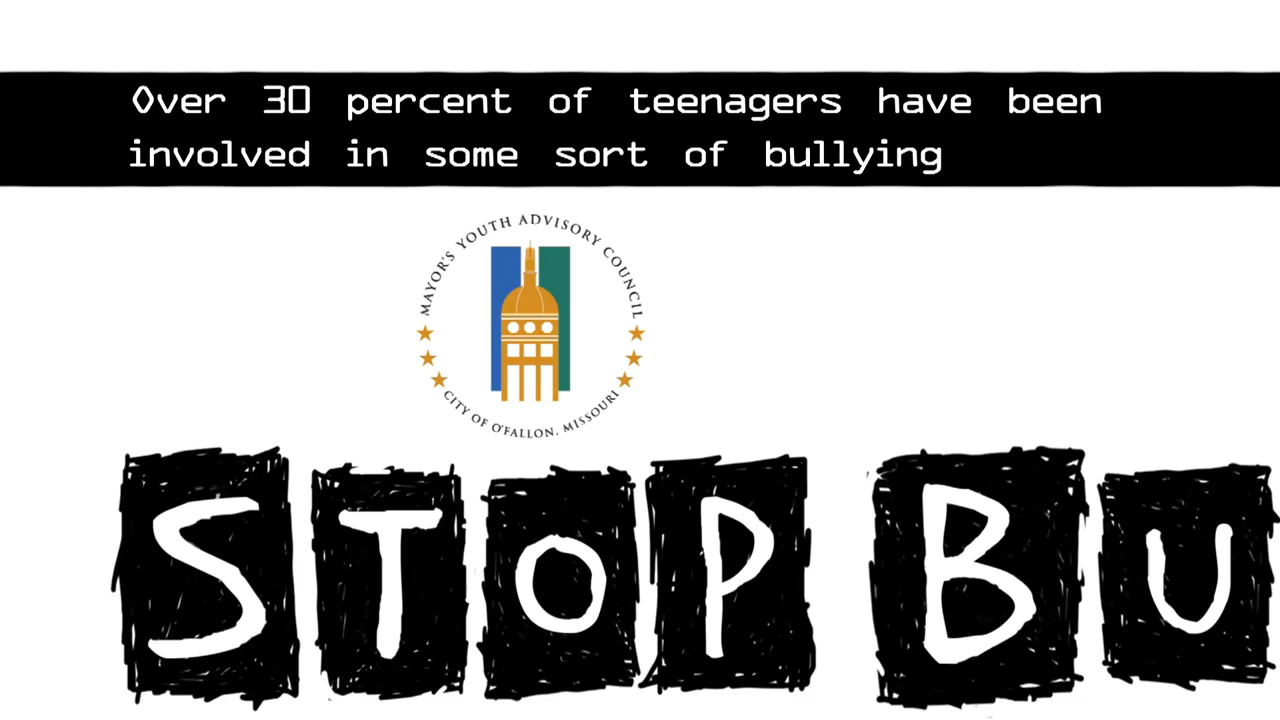 Over 30 percent of teenagers have been
involved in some sort of bullying
MAYOR'S YOUTH ADVISORY COUNCIL
CITY OF O'FALLON, MISSOURI
STOP BU